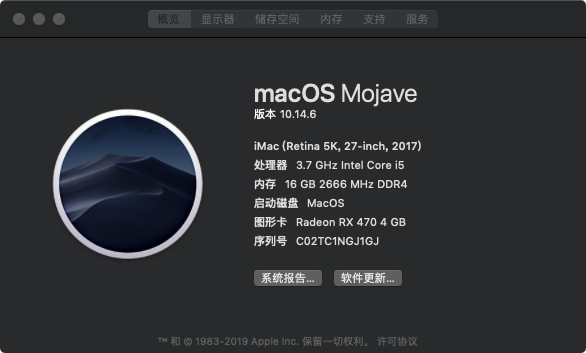 概览 显示器 储存空间 内存 支持 服务
macOS Mojave
版本 10.14.6
iMac (Retina 5K, 27-inch, 2017)
处理器 3.7 GHz Intel Core i5
内存 16 GB 2666 MHz DDR4
启动磁盘 MacOS
图形卡 Radeon RX 470 4 GB
序列号 C02TC1NGJ1GJ
系统报告... 软件更新...
™ 和 © 1983-2019 Apple Inc. 保留一切权利。 许可协议